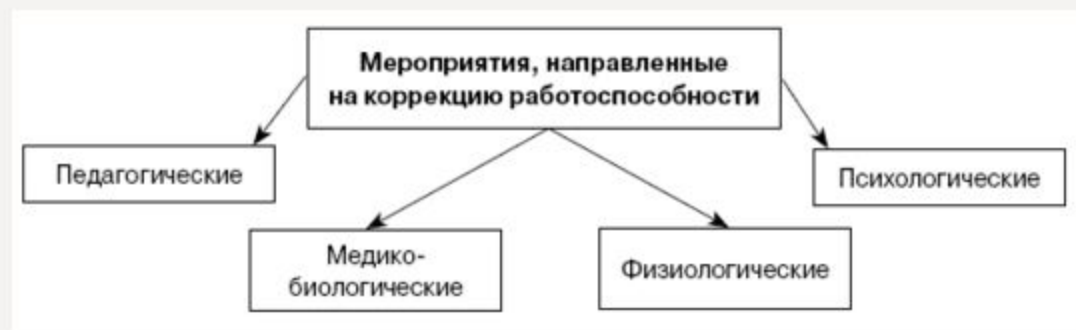 Мероприятия, направленные
на коррекцию работоспособности
Педагогические
Психологические
Медико-
биологические
Физиологические